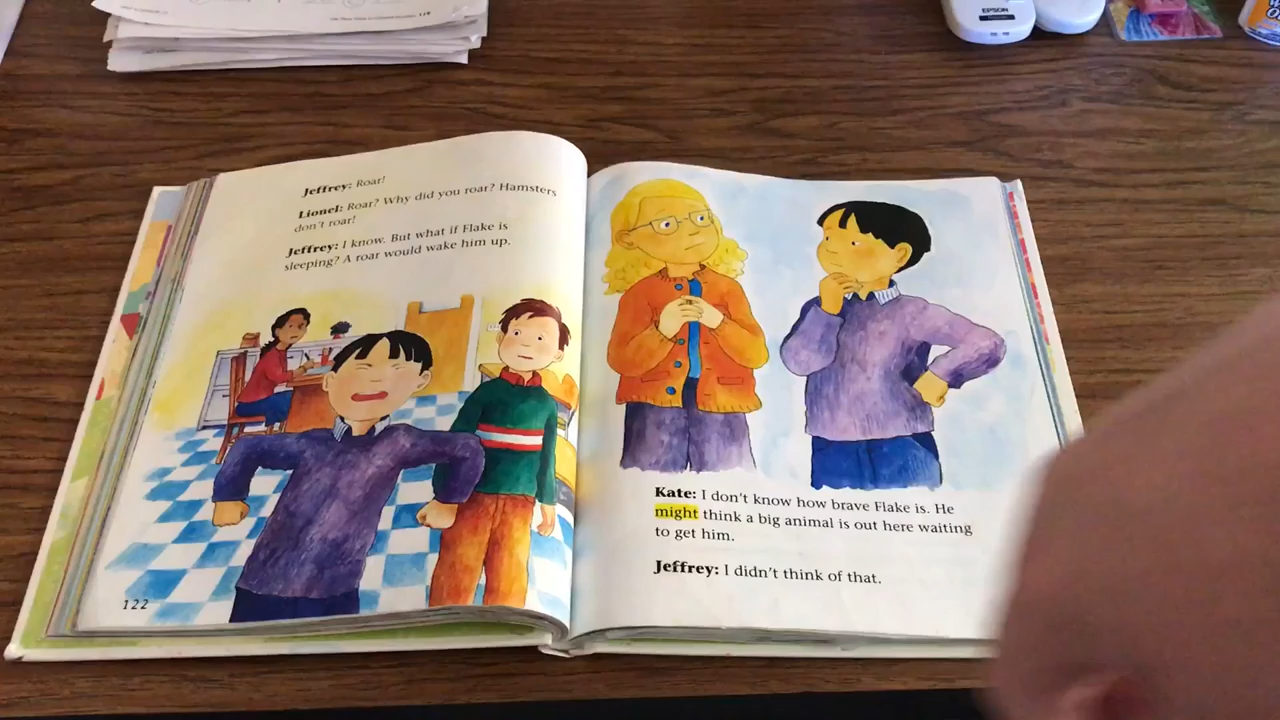 EPSON
Jeffrey: Roar!
Lionel: Roar? Why did you roar? Hamsters
don't roar!
Jeffrey: I know. But what if Flake is
sleeping? A roar would wake him up.
122
Kate: I don't know how brave Flake is. He
might think a big animal is out here waiting
to get him.
Jeffrey: I didn't think of that.